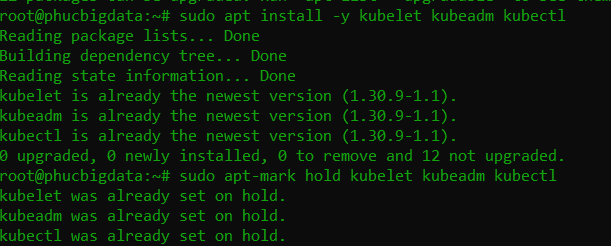 root@phucbigdata:~# sudo apt install -y kubelet kubeadm kubectl
Reading package lists... Done
Building dependency tree... Done
Reading state information... Done
kubelet is already the newest version (1.30.9-1.1).
kubeadm is already the newest version (1.30.9-1.1).
kubectl is already the newest version (1.30.9-1.1).
0 upgraded, 0 newly installed, 0 to remove and 12 not upgraded.
root@phucbigdata:~# sudo apt-mark hold kubelet kubeadm kubectl
kubelet was already set on hold.
kubeadm was already set on hold.
kubectl was already set on hold.